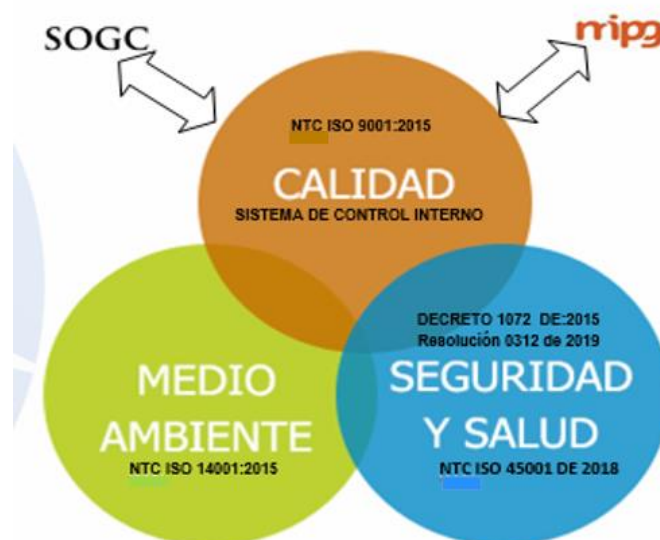 SOGC
mipg
NTC ISO 9001:2015
CALIDAD
SISTEMA DE CONTROL INTERNO
DECRETO 1072 DE:2015
Resolución 0312 de 2019
MEDIO
AMBIENTE
NTC ISO 14001:2015
SEGURIDAD
Y SALUD
NTC ISO 45001 DE 2018